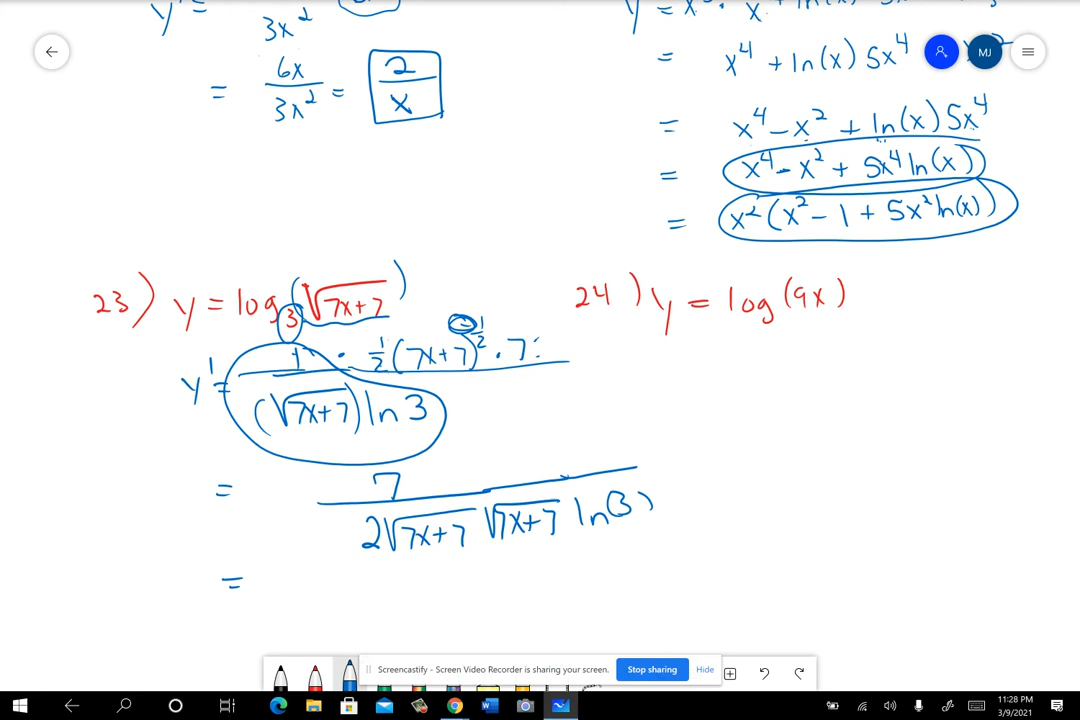 3x²
6x
= 3x² = 2
x
= x⁴ + ln(x) 5x⁴
= x⁴ - x² + ln(x) 5x⁴
= x⁴ - x² + 5x⁴ ln(x)
= x²(x² - 1 + 5x² ln(x))
MJ
23) y = log₃(√7x+7)
y' = 1 · ½(7x+7)^-½ · 7
(√7x+7) ln 3
= 7
2√7x+7 √7x+7 ln(3)
=
24) y = log(9x)
Screencastify - Screen Video Recorder is sharing your screen.
Stop sharing
Hide
11:28 PM
3/9/2021